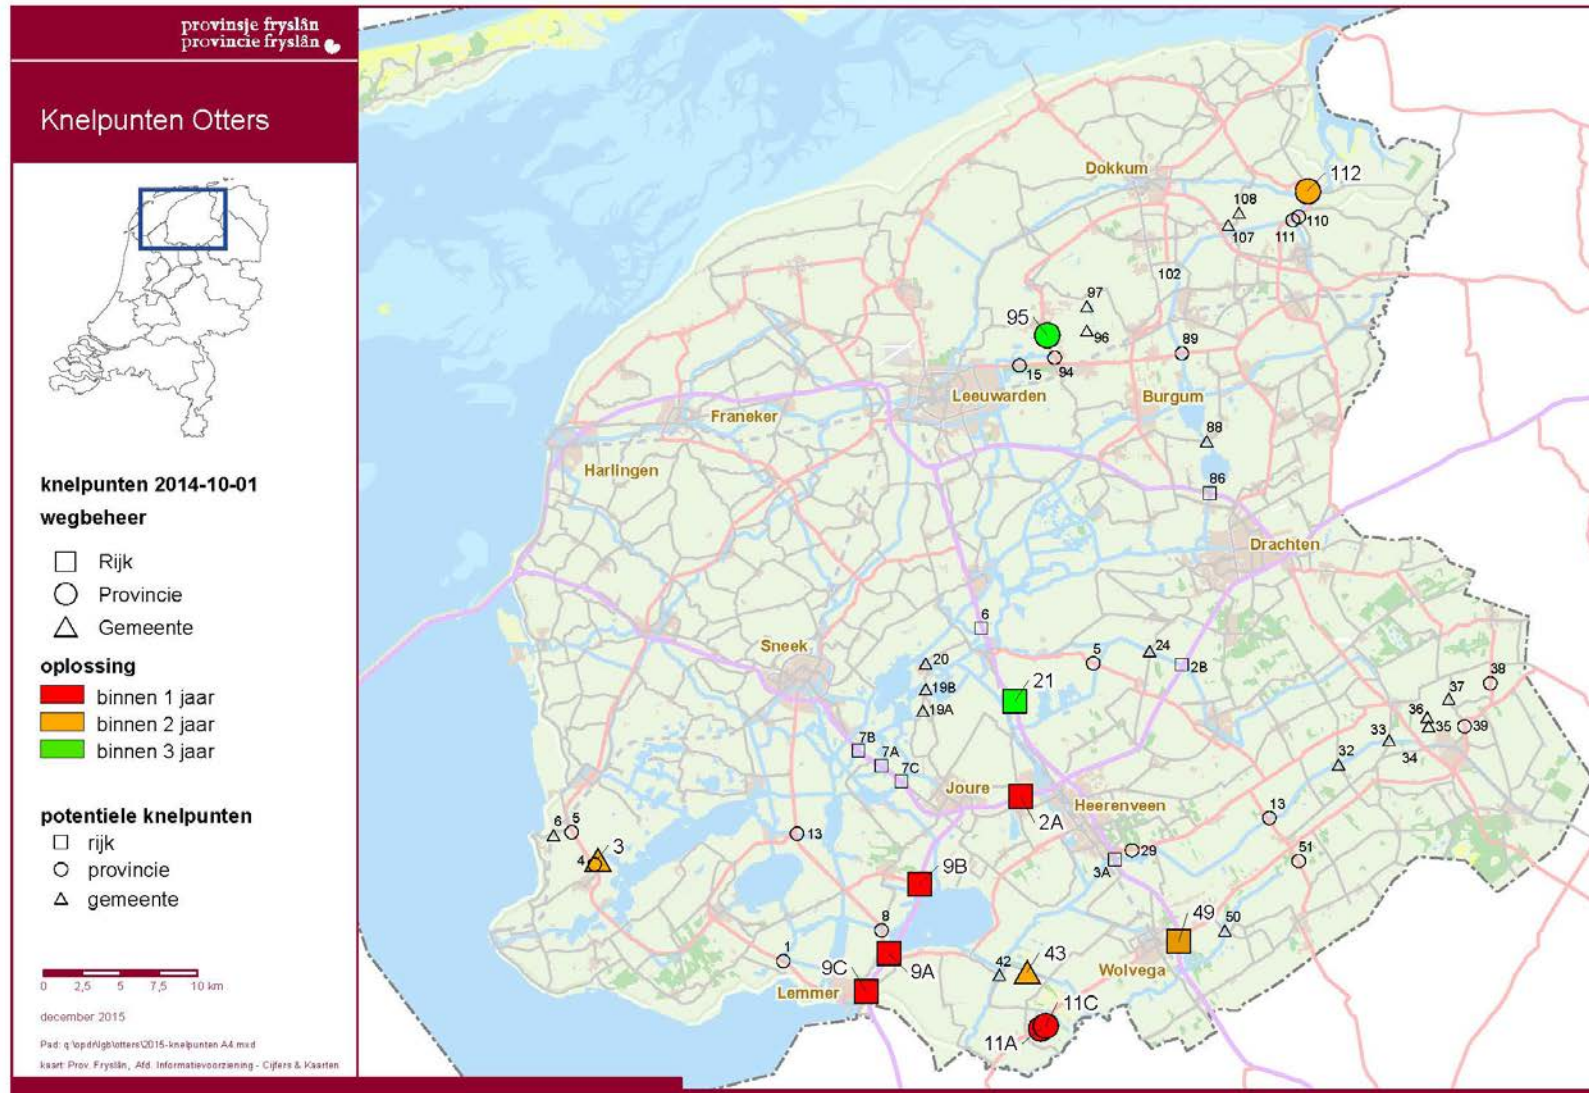 provinsje fryslân
provincie fryslân
Knelpunten Otters
knelpunten 2014-10-01
wegbeheer
Rijk
Provincie
Gemeente
oplossing
binnen 1 jaar
binnen 2 jaar
binnen 3 jaar
potentiele knelpunten
rijk
provincie
gemeente
0 2,5 5 7,5 10 km
december 2015
kaart: Prov. Fryslân, Afd. Informatievoorziening - Cijfers & Kaarten
Dokkum
112
108
107
111
110
102
97
95
96
89
15
94
Leeuwarden
Burgum
Franeker
88
Harlingen
86
Drachten
6
Sneek
20
5
24
2B
19B
21
19A
38
37
36
35
39
33
34
32
7B
7A
7C
Joure
2A
Heerenveen
13
6
5
4
3
13
29
3A
51
9B
8
49
50
1
9C
9A
42
43
Wolvega
Lemmer
11C
11A